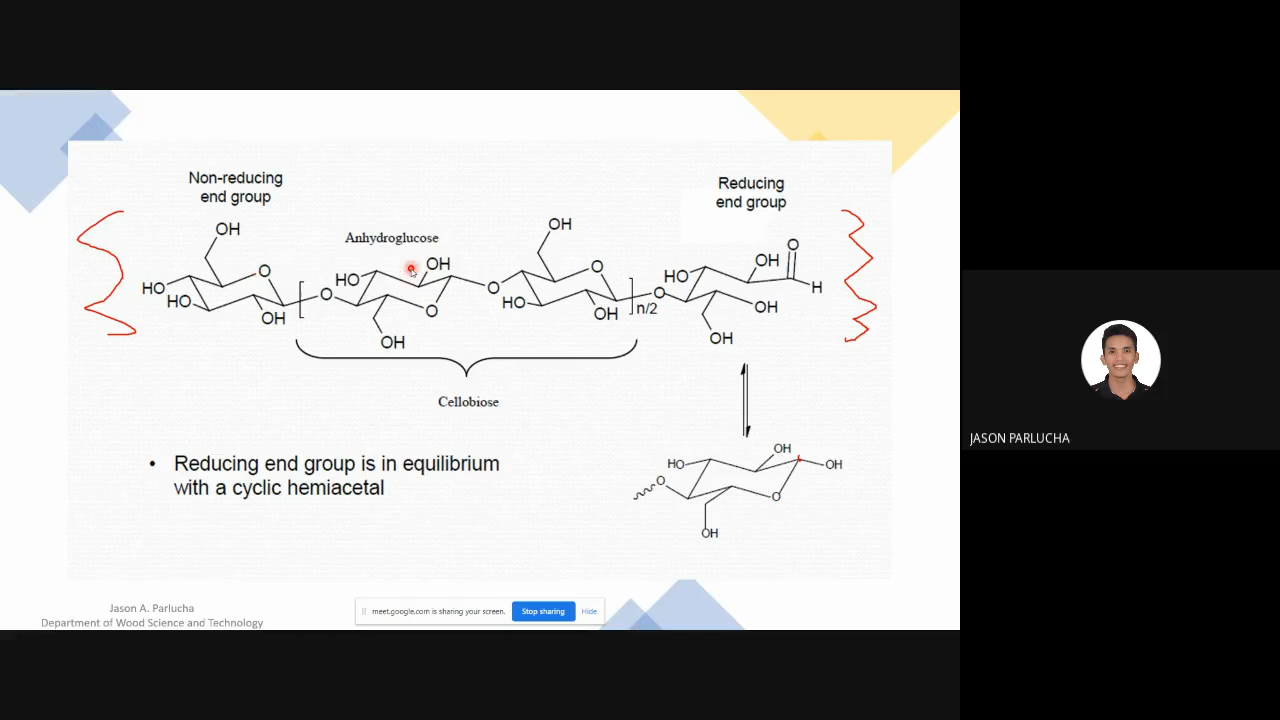 Non-reducing
end group
Reducing
end group
OH
Anhydroglucose
OH
O
O
HO
OH
O
O
HO
OH
H
HO
HO
O
O
HO
O
O
OH
OH
HO
OH
n/2
OH
OH
OH
Cellobiose
• Reducing end group is in equilibrium
with a cyclic hemiacetal
OH
HO
OH
O
O
OH
Jason A. Parlucha
Department of Wood Science and Technology
meet.google.com is sharing your screen.
Stop sharing
Hide
JASON PARLUCHA